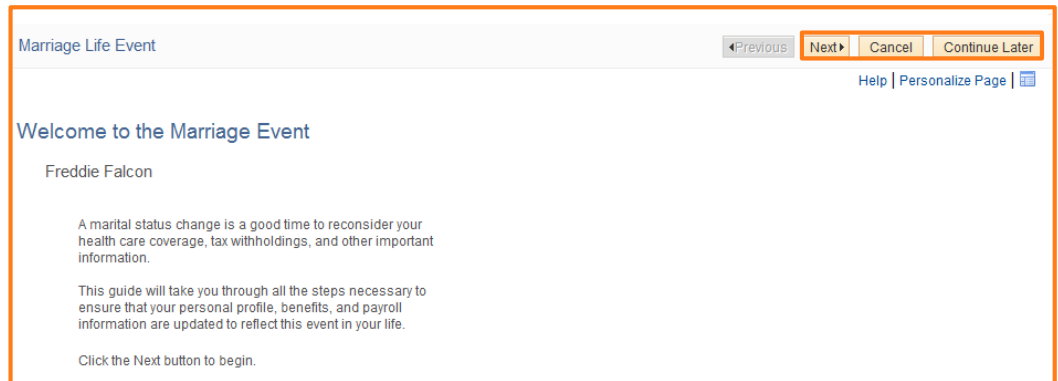 Marriage Life Event
Previous Next Cancel Continue Later
Help | Personalize Page |
Welcome to the Marriage Event
Freddie Falcon
A marital status change is a good time to reconsider your
health care coverage, tax withholdings, and other important
information.
This guide will take you through all the steps necessary to
ensure that your personal profile, benefits, and payroll
information are updated to reflect this event in your life.
Click the Next button to begin.